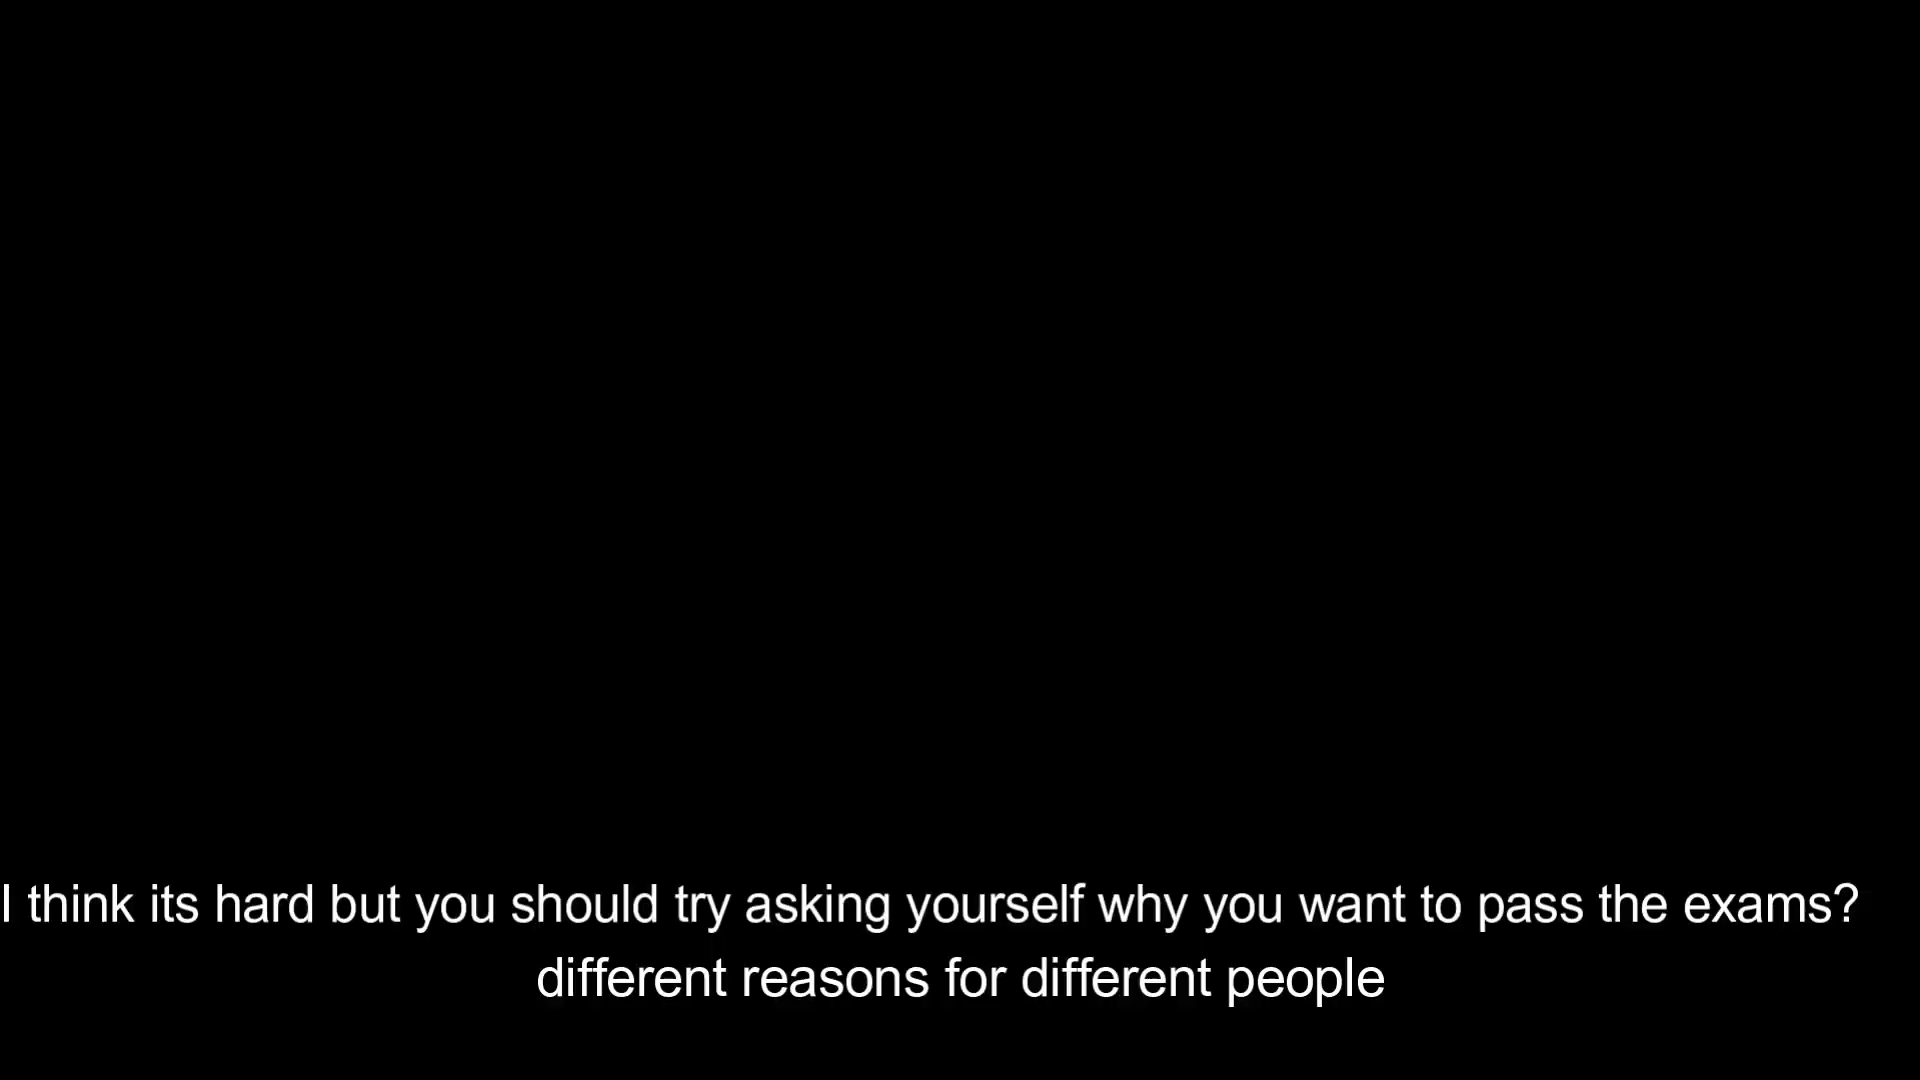 I think its hard but you should try asking yourself why you want to pass the exams?
different reasons for different people